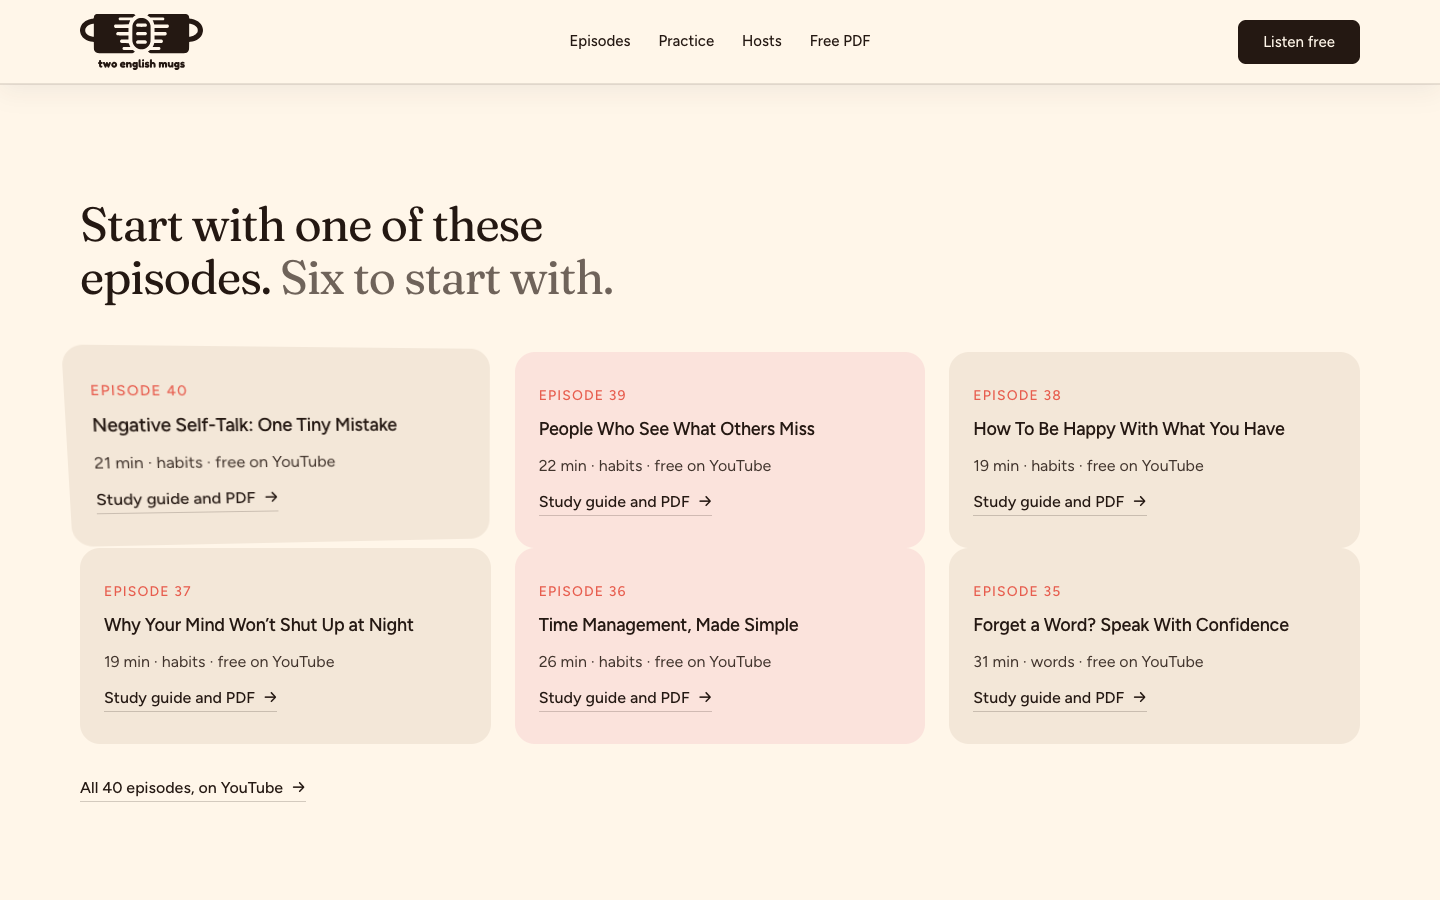 two english mugs
Episodes
Practice
Hosts
Free PDF
Listen free
Start with one of these
episodes. Six to start with.
EPISODE 40
Negative Self-Talk: One Tiny Mistake
21 min · habits · free on YouTube
Study guide and PDF →
EPISODE 39
People Who See What Others Miss
22 min · habits · free on YouTube
Study guide and PDF →
EPISODE 38
How To Be Happy With What You Have
19 min · habits · free on YouTube
Study guide and PDF →
EPISODE 37
Why Your Mind Won’t Shut Up at Night
19 min · habits · free on YouTube
Study guide and PDF →
EPISODE 36
Time Management, Made Simple
26 min · habits · free on YouTube
Study guide and PDF →
EPISODE 35
Forget a Word? Speak With Confidence
31 min · words · free on YouTube
Study guide and PDF →
All 40 episodes, on YouTube →